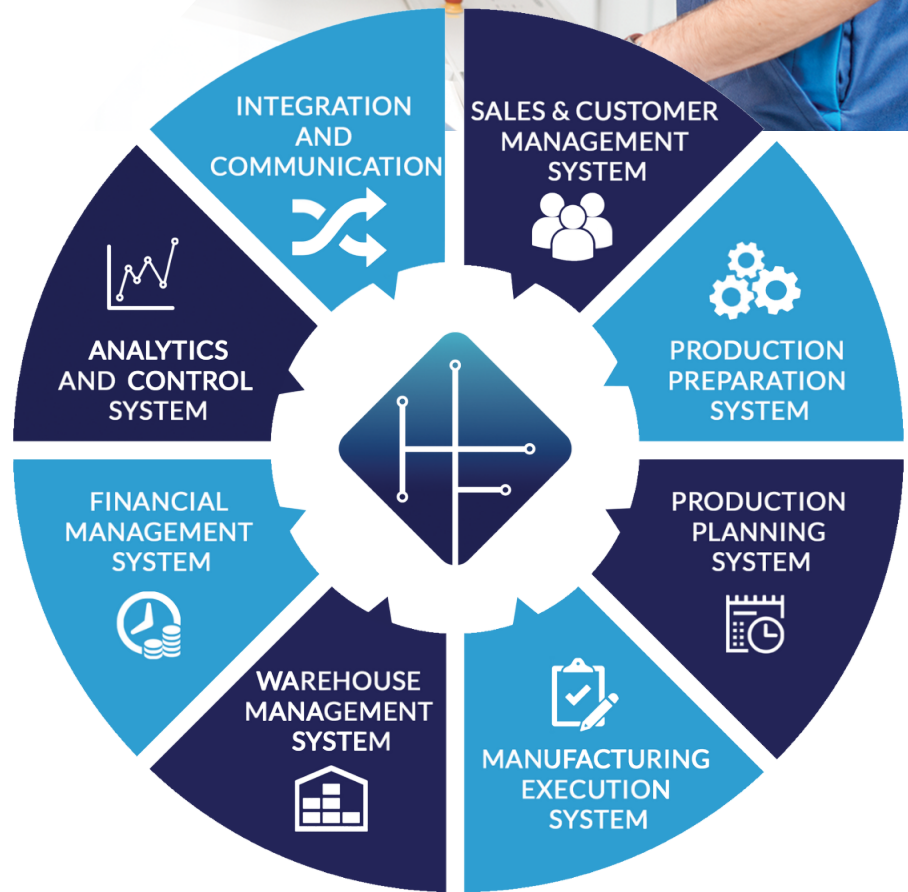 INTEGRATION
AND
COMMUNICATION
SALES & CUSTOMER
MANAGEMENT
SYSTEM
PRODUCTION
PREPARATION
SYSTEM
PRODUCTION
PLANNING
SYSTEM
MANUFACTURING
EXECUTION
SYSTEM
WAREHOUSE
MANAGEMENT
SYSTEM
FINANCIAL
MANAGEMENT
SYSTEM
ANALYTICS
AND CONTROL
SYSTEM